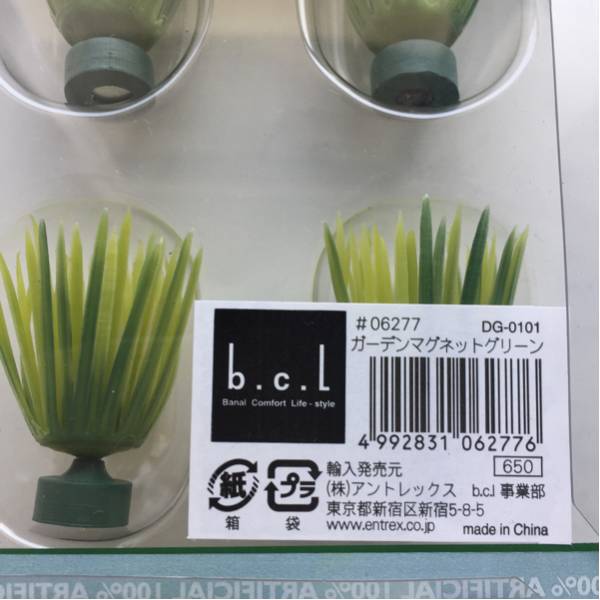 #06277 DG-0101
ガーデンマグネットグリーン
b.c.l
Banal Comfort Life-style
4 992831 062776
650
紙 プラ
箱 袋
輸入発売元
(株)アントレックス b.c.l 事業部
東京都新宿区新宿5-8-5
www.entrex.co.jp
made in China
100% ARTIFICIAL 100% ARTIFICIAL